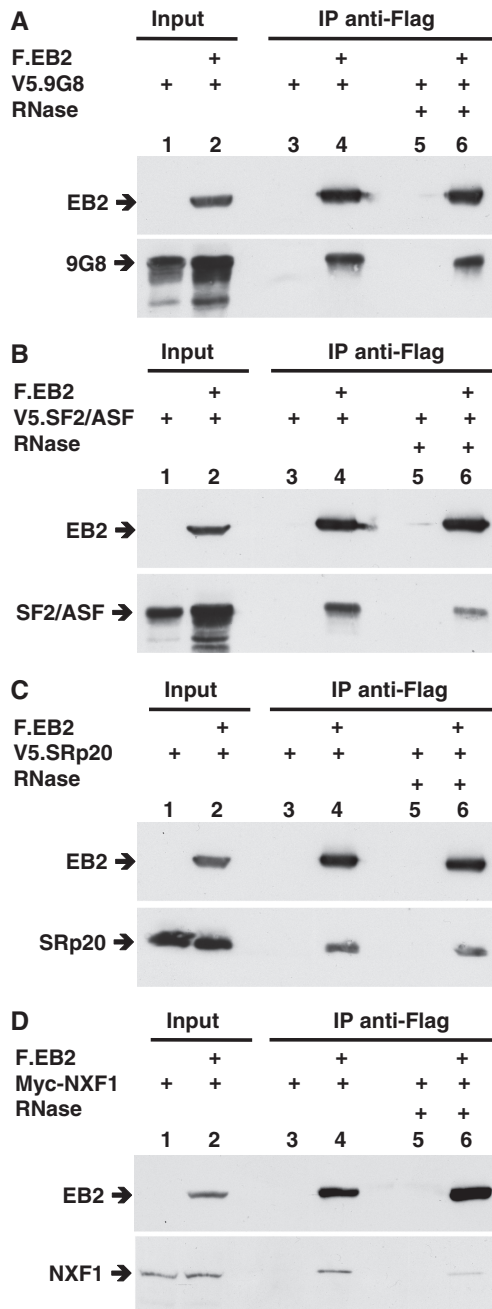 A
Input IP anti-Flag
F.EB2 + + +
V5.9G8 + + + + + +
RNase + +
1 2 3 4 5 6
EB2
9G8
B
Input IP anti-Flag
F.EB2 + + +
V5.SF2/ASF + + + + + +
RNase + +
1 2 3 4 5 6
EB2
SF2/ASF
C
Input IP anti-Flag
F.EB2 + + +
V5.SRp20 + + + + + +
RNase + +
1 2 3 4 5 6
EB2
SRp20
D
Input IP anti-Flag
F.EB2 + + +
Myc-NXF1 + + + + + +
RNase + +
1 2 3 4 5 6
EB2
NXF1